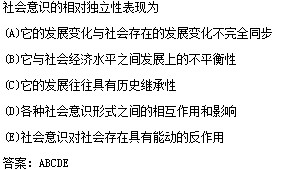 社会意识的相对独立性表现为
(A)它的发展变化与社会存在的发展变化不完全同步
(B)它与社会经济水平之间发展上的不平衡性
(C)它的发展往往具有历史继承性
(D)各种社会意识形式之间的相互作用和影响
(E)社会意识对社会存在具有能动的反作用
答案：ABCDE